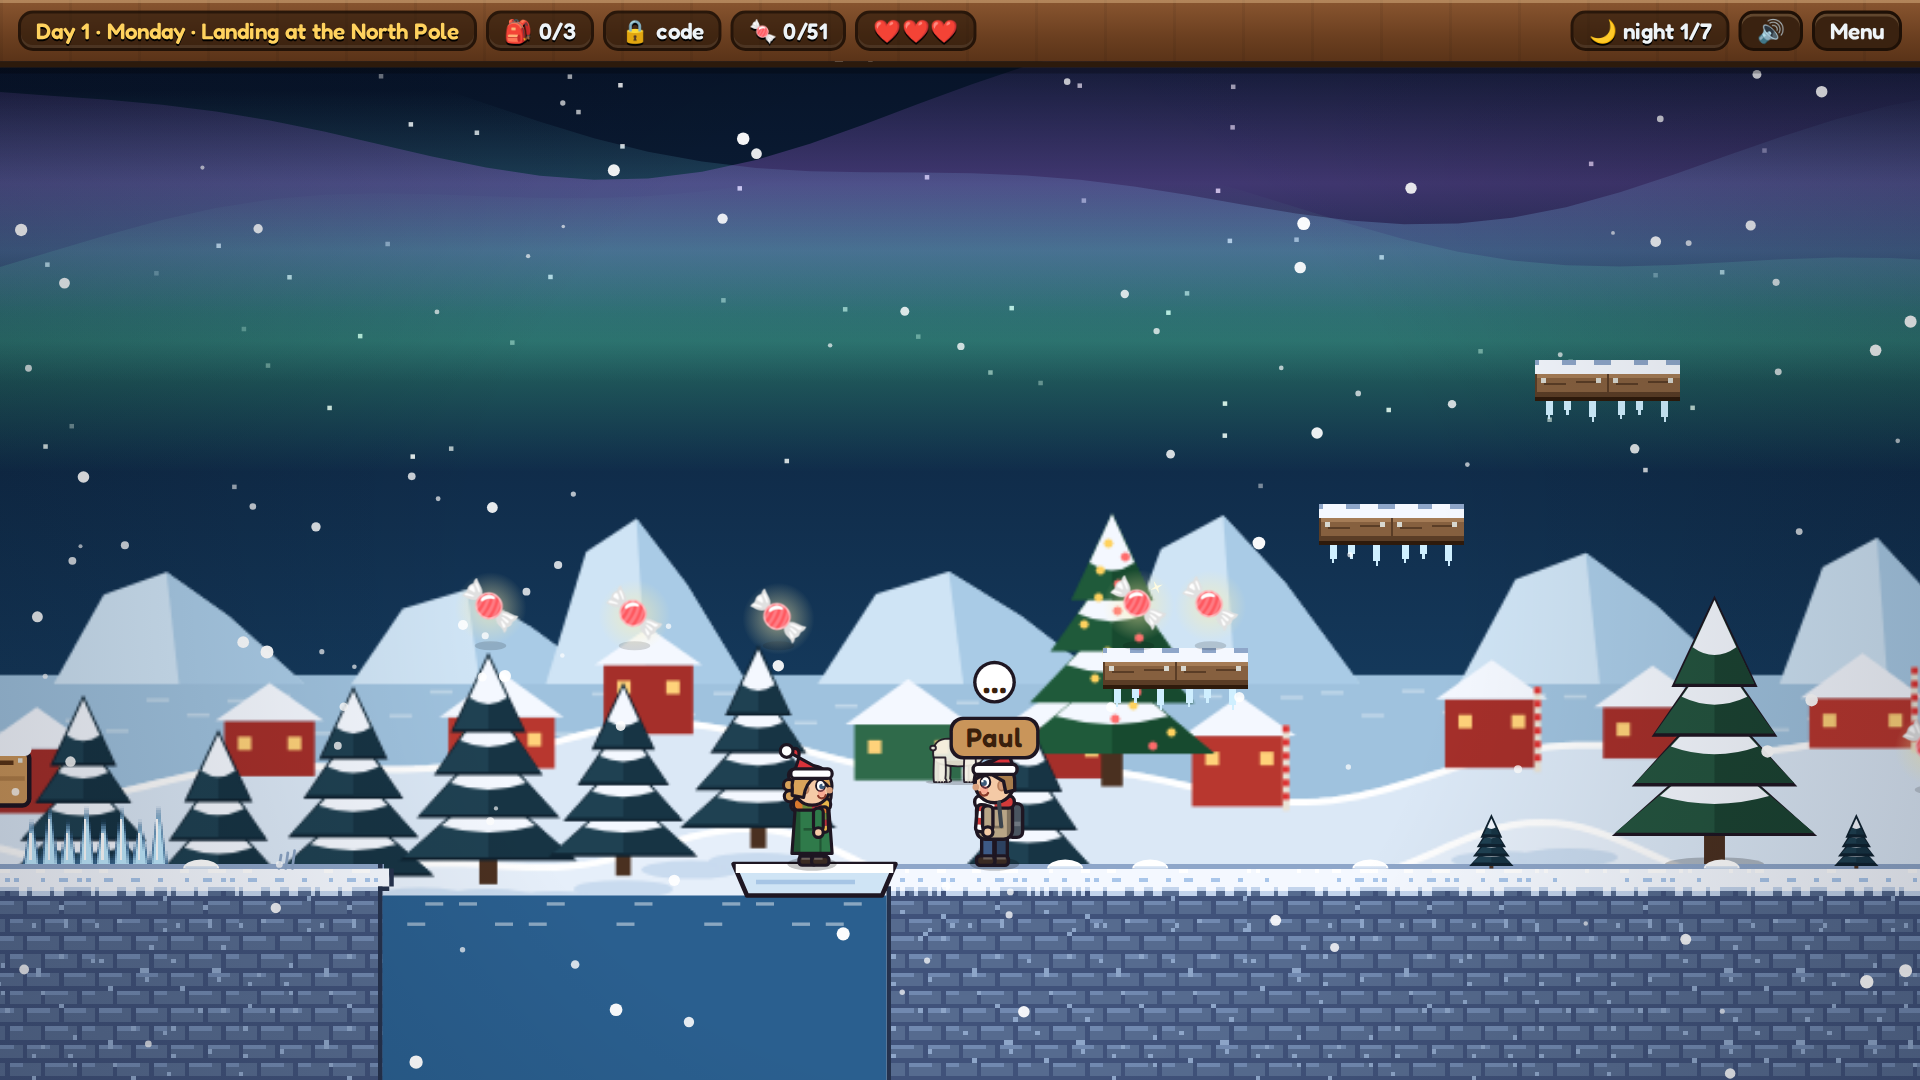 Day 1 · Monday · Landing at the North Pole
0/3
code
0/51
night 1/7
Menu
...
Paul